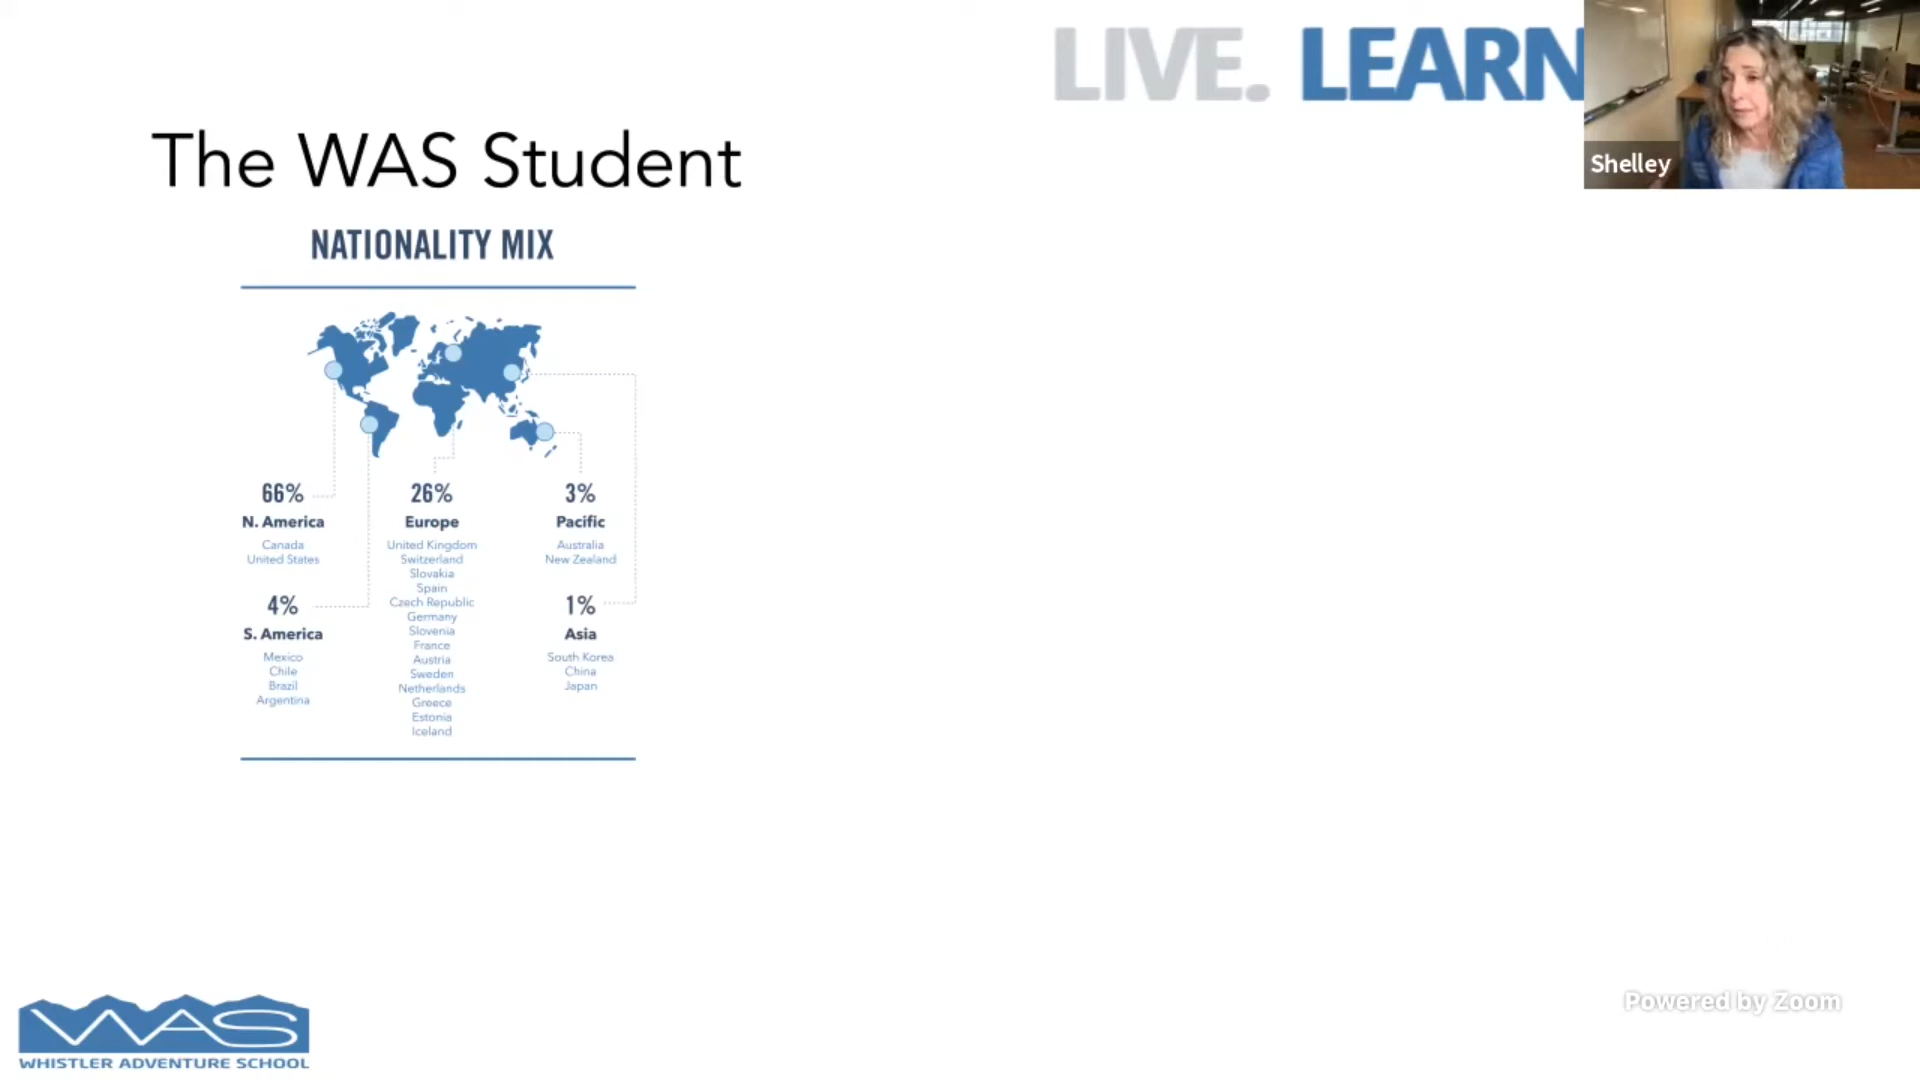 LIVE. LEARN
Shelley
The WAS Student
NATIONALITY MIX
66%
N. America
Canada
United States
4%
S. America
Mexico
Chile
Brazil
Argentina
26%
Europe
United Kingdom
Switzerland
Slovakia
Spain
Czech Republic
Germany
Slovenia
France
Austria
Sweden
Netherlands
Greece
Estonia
Iceland
3%
Pacific
Australia
New Zealand
1%
Asia
South Korea
China
Japan
WAS
WHISTLER ADVENTURE SCHOOL
Powered by Zoom